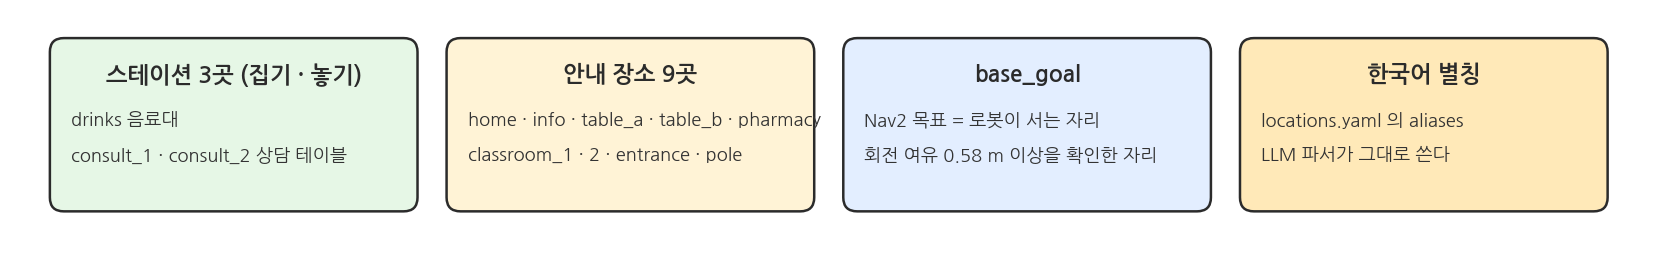 스테이션 3곳 (집기 · 놓기)
drinks 음료대
consult_1 · consult_2 상담 테이블
안내 장소 9곳
home · info · table_a · table_b · pharmacy
classroom_1 · 2 · entrance · pole
base_goal
Nav2 목표 = 로봇이 서는 자리
회전 여유 0.58 m 이상을 확인한 자리
한국어 별칭
locations.yaml 의 aliases
LLM 파서가 그대로 쓴다